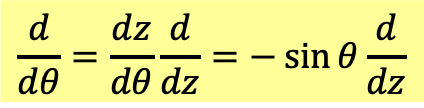 d/dθ = dz/dθ d/dz = − sin θ d/dz